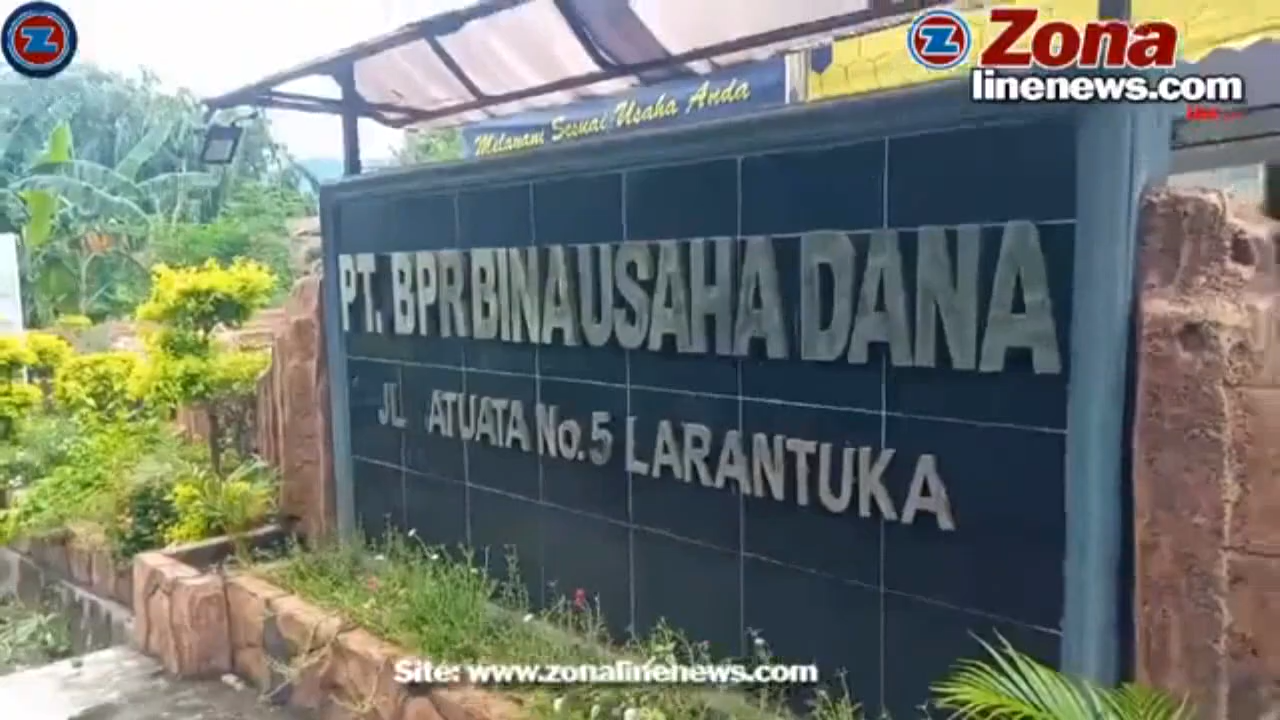 Z
Z Zona
linenews.com
Melayani Sesuai Usaha Anda
PT. BPR BINA USAHA DANA
JL ATUATA No.5 LARANTUKA
Site: www.zonalinenews.com